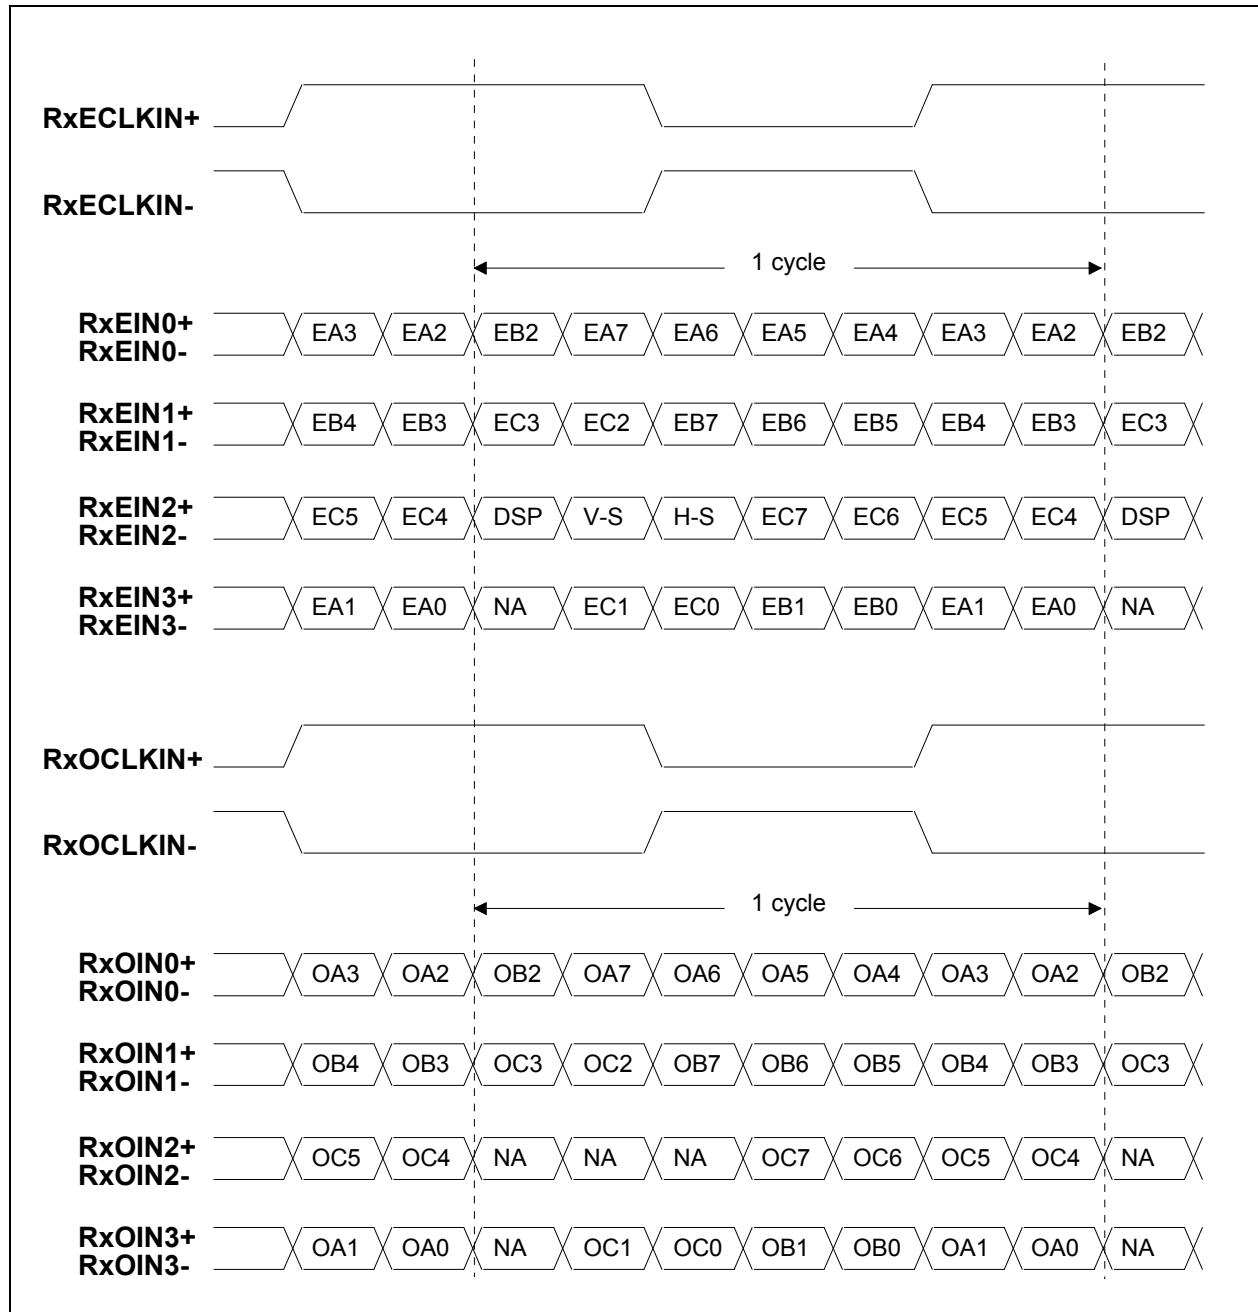 RxECLKIN+
RxECLKIN-
1 cycle
RxEIN0+
RxEIN0-
EA3 EA2 EB2 EA7 EA6 EA5 EA4 EA3 EA2 EB2
RxEIN1+
RxEIN1-
EB4 EB3 EC3 EC2 EB7 EB6 EB5 EB4 EB3 EC3
RxEIN2+
RxEIN2-
EC5 EC4 DSP V-S H-S EC7 EC6 EC5 EC4 DSP
RxEIN3+
RxEIN3-
EA1 EA0 NA EC1 EC0 EB1 EB0 EA1 EA0 NA
RxOCLKIN+
RxOCLKIN-
1 cycle
RxOIN0+
RxOIN0-
OA3 OA2 OB2 OA7 OA6 OA5 OA4 OA3 OA2 OB2
RxOIN1+
RxOIN1-
OB4 OB3 OC3 OC2 OB7 OB6 OB5 OB4 OB3 OC3
RxOIN2+
RxOIN2-
OC5 OC4 NA NA NA OC7 OC6 OC5 OC4 NA
RxOIN3+
RxOIN3-
OA1 OA0 NA OC1 OC0 OB1 OB0 OA1 OA0 NA